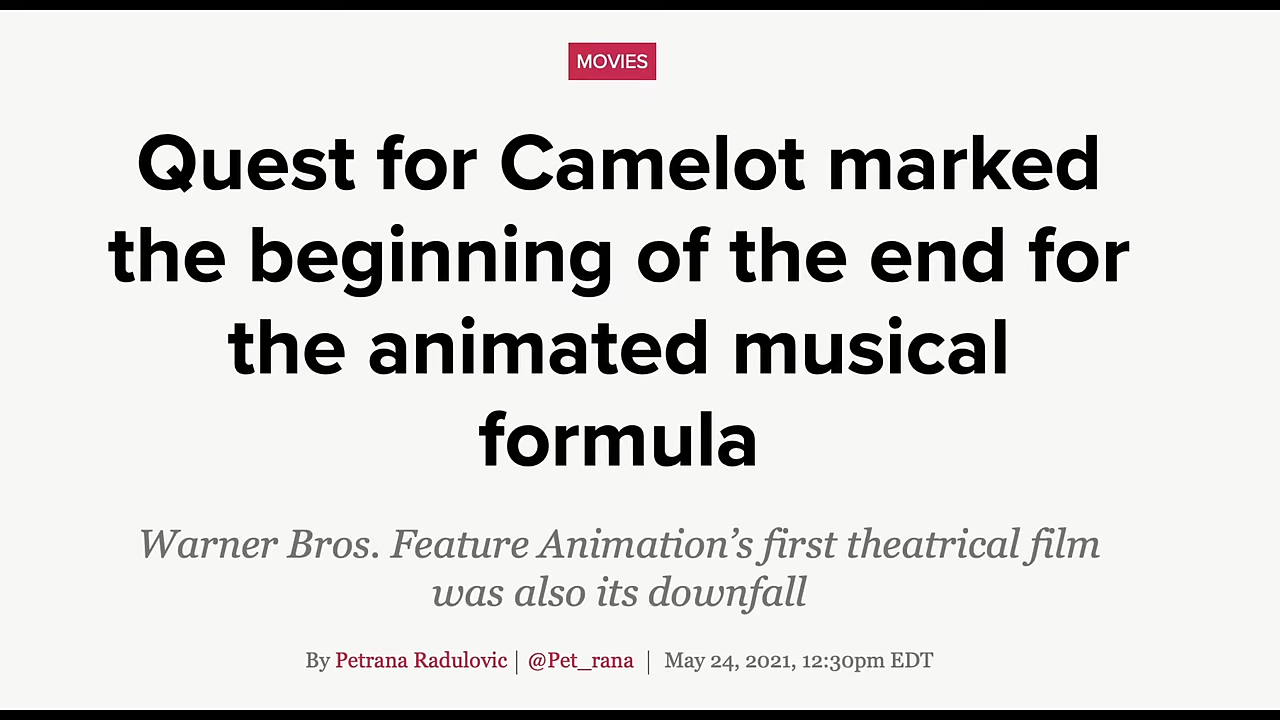 MOVIES
Quest for Camelot marked
the beginning of the end for
the animated musical
formula
Warner Bros. Feature Animation’s first theatrical film
was also its downfall
By Petrana Radulovic | @Pet_rana | May 24, 2021, 12:30pm EDT